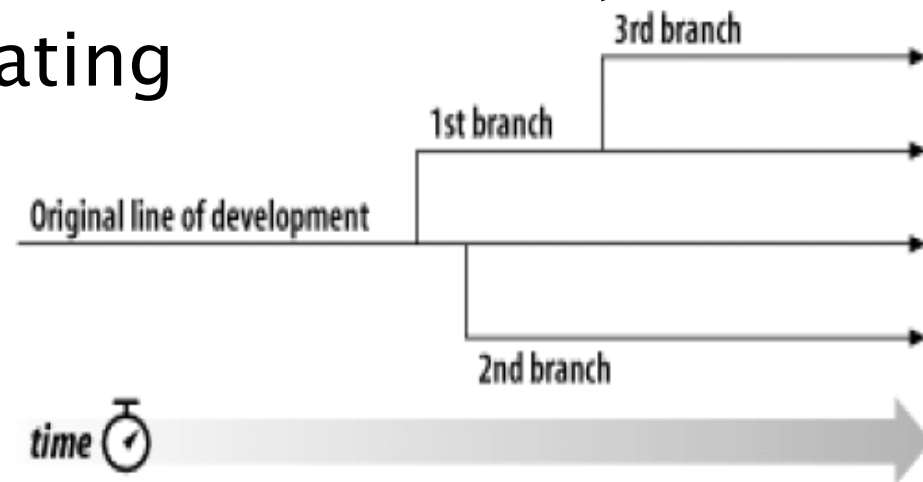 3rd branch
ating
1st branch
Original line of development
2nd branch
time